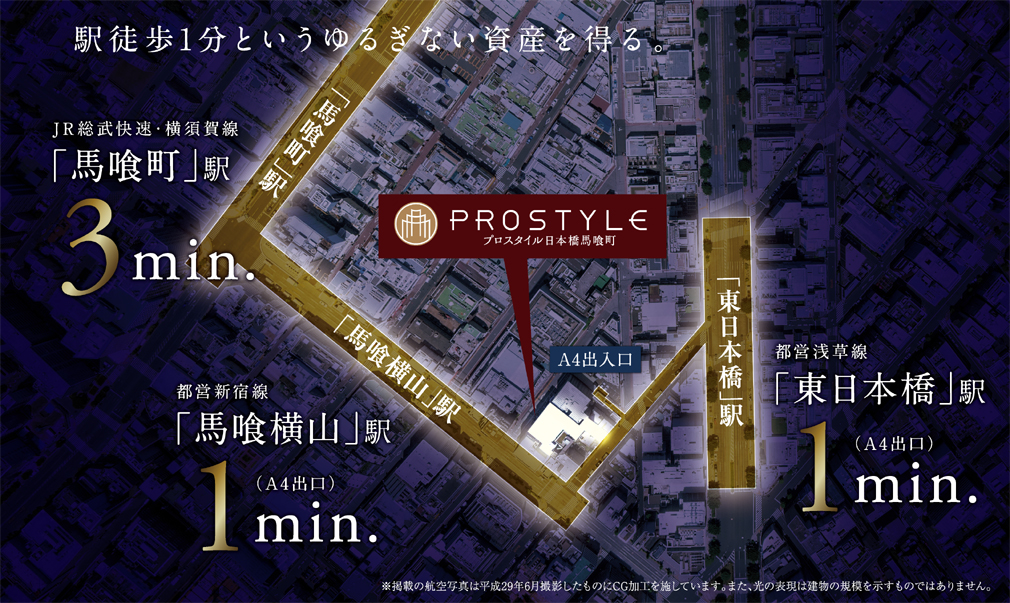 駅徒歩1分というゆるぎない資産を得る。
「馬喰町」駅
JR総武快速・横須賀線
「馬喰町」駅
3min.
PROSTYLE
プロスタイル日本橋馬喰町
「馬喰横山」駅
A4出入口
「東日本橋」駅
都営新宿線
「馬喰横山」駅
(A4出口)
1min.
都営浅草線
「東日本橋」駅
(A4出口)
1min.
※掲載の航空写真は平成29年6月撮影したものにCG加工を施しています。また、光の表現は建物の規模を示すものではありません。